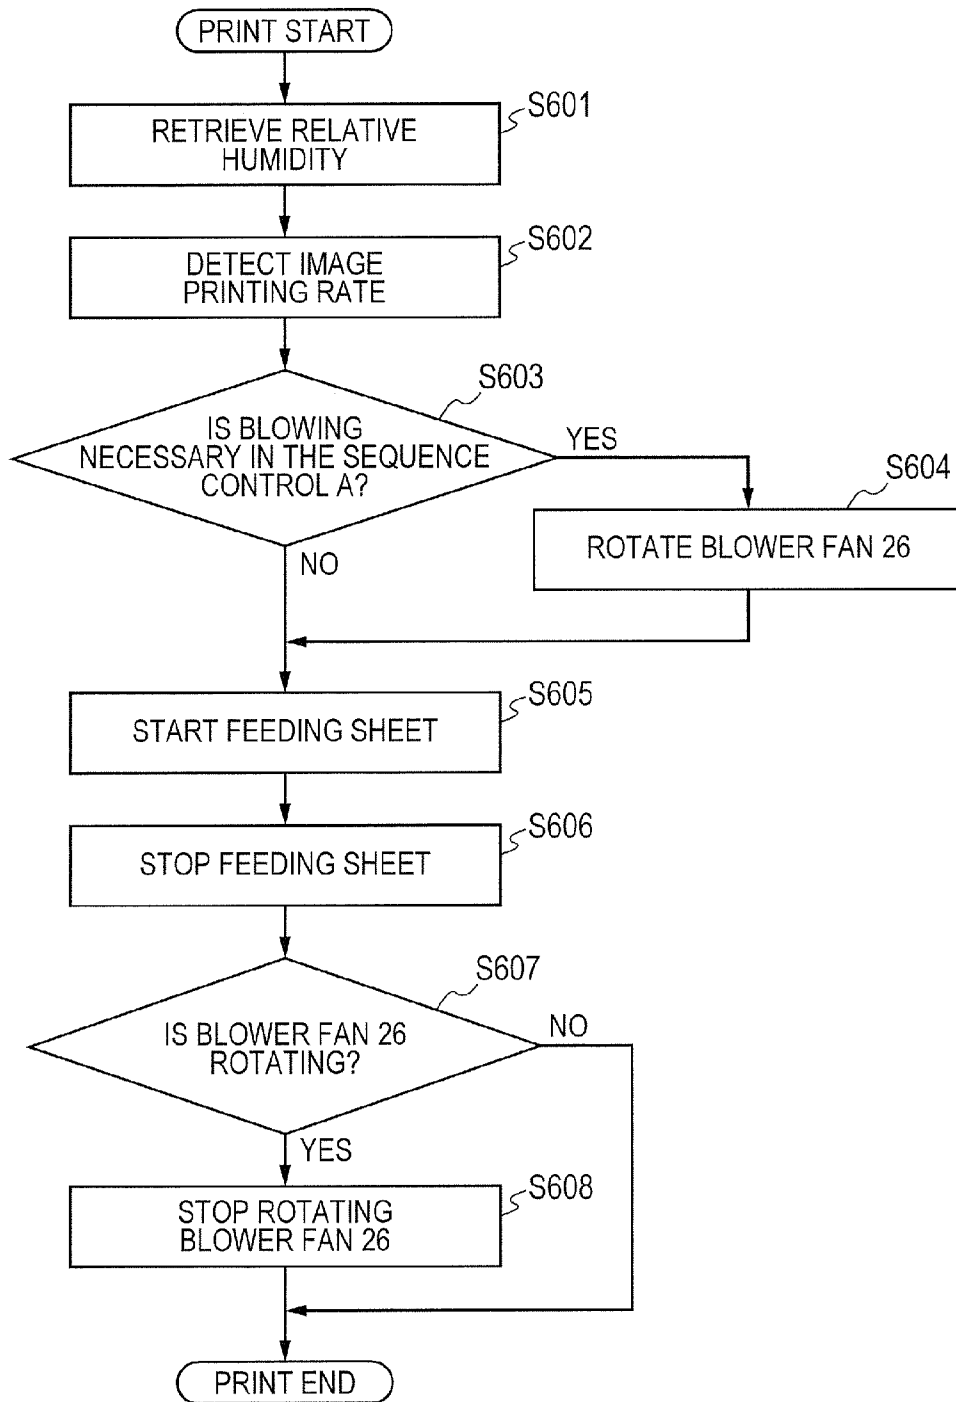 PRINT START
S601
RETRIEVE RELATIVE
HUMIDITY
S602
DETECT IMAGE
PRINTING RATE
S603
IS BLOWING
NECESSARY IN THE SEQUENCE
CONTROL A?
YES
S604
ROTATE BLOWER FAN 26
NO
S605
START FEEDING SHEET
S606
STOP FEEDING SHEET
S607
IS BLOWER FAN 26
ROTATING?
NO
YES
S608
STOP ROTATING
BLOWER FAN 26
PRINT END